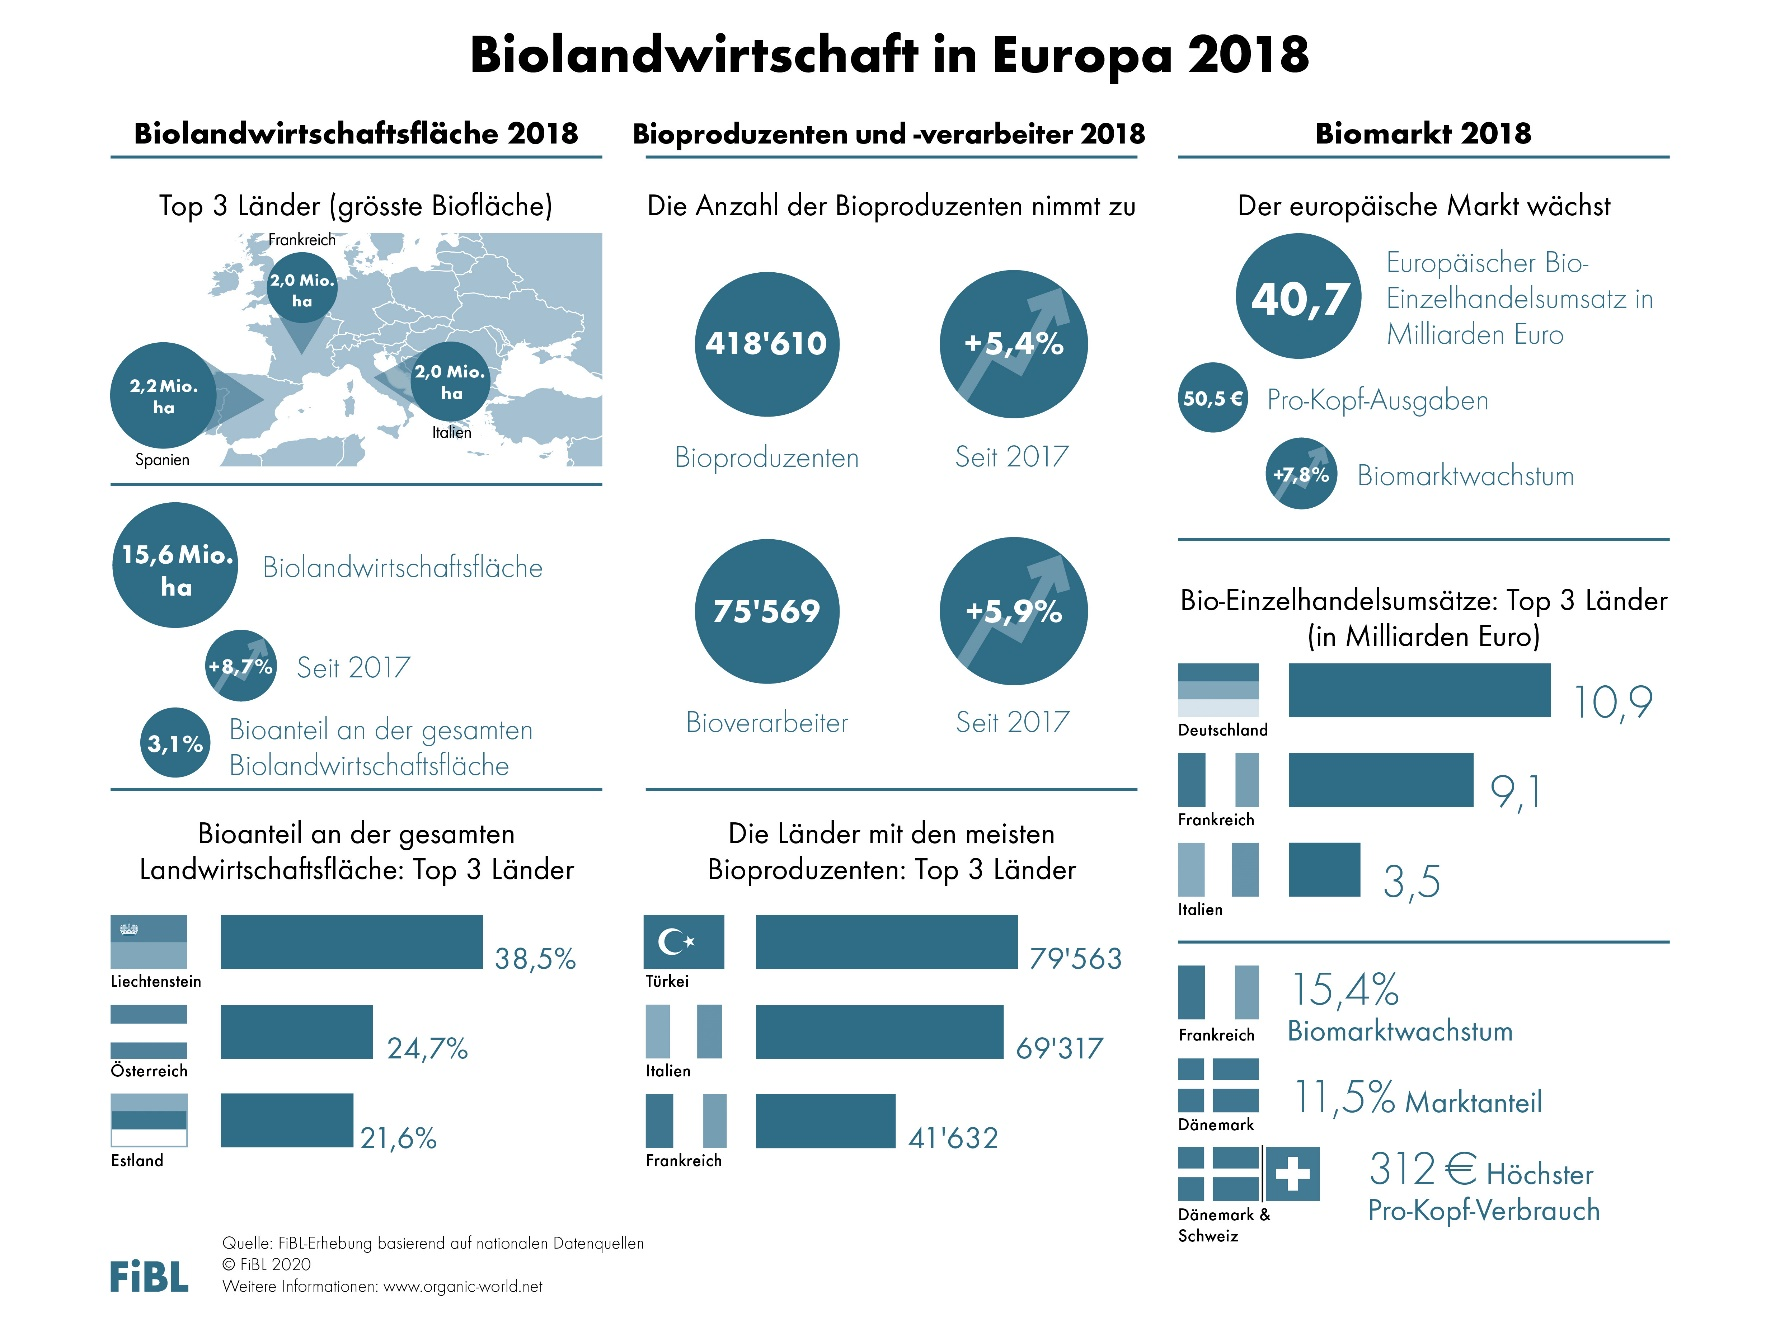 Biolandwirtschaft in Europa 2018
Biolandwirtschaftsfläche 2018
Top 3 Länder (grösste Biofläche)
Frankreich
2,0 Mio.
ha
2,2 Mio.
ha
Spanien
2,0 Mio.
ha
Italien
15,6 Mio.
ha
Biolandwirtschaftsfläche
+8,7%
Seit 2017
3,1%
Bioanteil an der gesamten
Biolandwirtschaftsfläche
Bioanteil an der gesamten
Landwirtschaftsfläche: Top 3 Länder
Liechtenstein
38,5%
Österreich
24,7%
Estland
21,6%
Bioproduzenten und -verarbeiter 2018
Die Anzahl der Bioproduzenten nimmt zu
418'610
Bioproduzenten
+5,4%
Seit 2017
75'569
Bioverarbeiter
+5,9%
Seit 2017
Die Länder mit den meisten
Bioproduzenten: Top 3 Länder
Türkei
79'563
Italien
69'317
Frankreich
41'632
Biomarkt 2018
Der europäische Markt wächst
40,7
Europäischer Bio-
Einzelhandelsumsatz in
Milliarden Euro
50,5 €
Pro-Kopf-Ausgaben
+7,8%
Biomarktwachstum
Bio-Einzelhandelsumsätze: Top 3 Länder
(in Milliarden Euro)
Deutschland
10,9
Frankreich
9,1
Italien
3,5
Frankreich
15,4%
Biomarktwachstum
Dänemark
11,5% Marktanteil
Dänemark &
Schweiz
312 € Höchster
Pro-Kopf-Verbrauch
FiBL
Quelle: FiBL-Erhebung basierend auf nationalen Datenquellen
© FiBL 2020
Weitere Informationen: www.organic-world.net